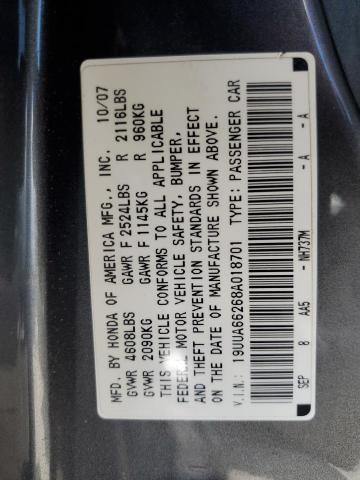 MFD. BY HONDA OF AMERICA MFG., INC. 10/07
GVWR 4608LBS GAWR F 2524LBS R 2116LBS
GVWR 2090KG GAWR F 1145KG R 960KG
THIS VEHICLE CONFORMS TO ALL APPLICABLE
FEDERAL MOTOR VEHICLE SAFETY, BUMPER,
AND THEFT PREVENTION STANDARDS IN EFFECT
ON THE DATE OF MANUFACTURE SHOWN ABOVE.
V.I.N.: 19UUA66268A018701 TYPE: PASSENGER CAR
SEP 8 AA5 - NH737M - A - A